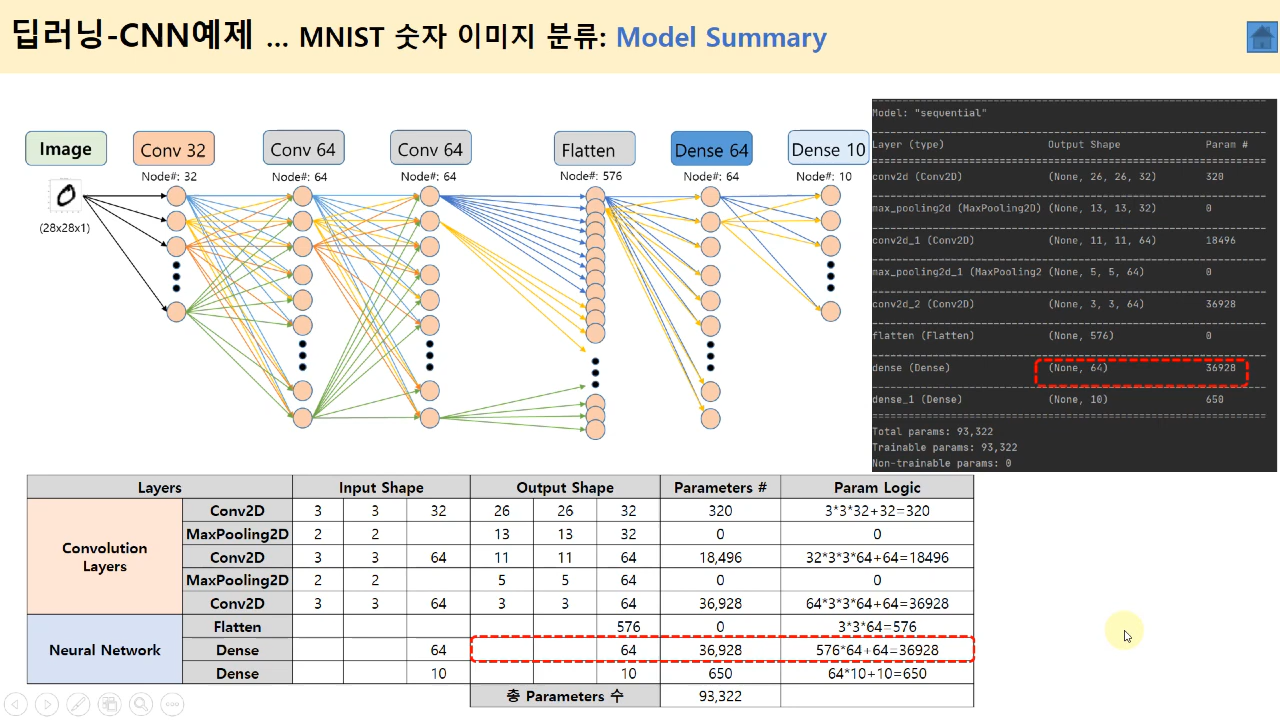 딥러닝-CNN예제 ... MNIST 숫자 이미지 분류: Model Summary
Image
Conv 32
Conv 64
Conv 64
Flatten
Dense 64
Dense 10
Node#: 32
Node#: 64
Node#: 64
Node#: 576
Node#: 64
Node#: 10
(28x28x1)
Model: "sequential"
Layer (type) Output Shape Param #
conv2d (Conv2D) (None, 26, 26, 32) 320
max_pooling2d (MaxPooling2D) (None, 13, 13, 32) 0
conv2d_1 (Conv2D) (None, 11, 11, 64) 18496
max_pooling2d_1 (MaxPooling2 (None, 5, 5, 64) 0
conv2d_2 (Conv2D) (None, 3, 3, 64) 36928
flatten (Flatten) (None, 576) 0
dense (Dense) (None, 64) 36928
dense_1 (Dense) (None, 10) 650
Total params: 93,322
Trainable params: 93,322
Non-trainable params: 0
Layers Input Shape Output Shape Parameters # Param Logic
Convolution Layers
Conv2D 3 3 32 26 26 32 320 3*3*32+32=320
MaxPooling2D 2 2 13 13 32 0 0
Conv2D 3 3 64 11 11 64 18,496 32*3*3*64+64=18496
MaxPooling2D 2 2 5 5 64 0 0
Conv2D 3 3 64 3 3 64 36,928 64*3*3*64+64=36928
Neural Network
Flatten 576 0 3*3*64=576
Dense 64 64 36,928 576*64+64=36928
Dense 10 10 650 64*10+10=650
총 Parameters 수 93,322